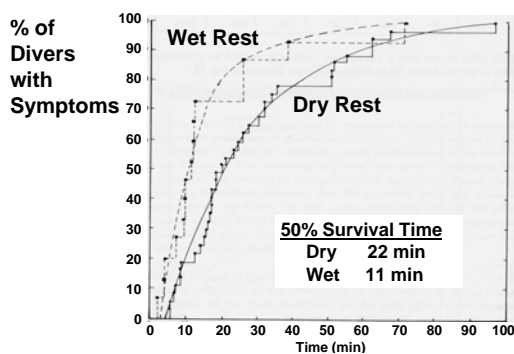 % of
Divers
with
Symptoms
100
90
80
70
60
50
40
30
20
10
0
Wet Rest
Dry Rest
50% Survival Time
Dry 22 min
Wet 11 min
0 10 20 30 40 50 60 70 80 90 100
Time (min)